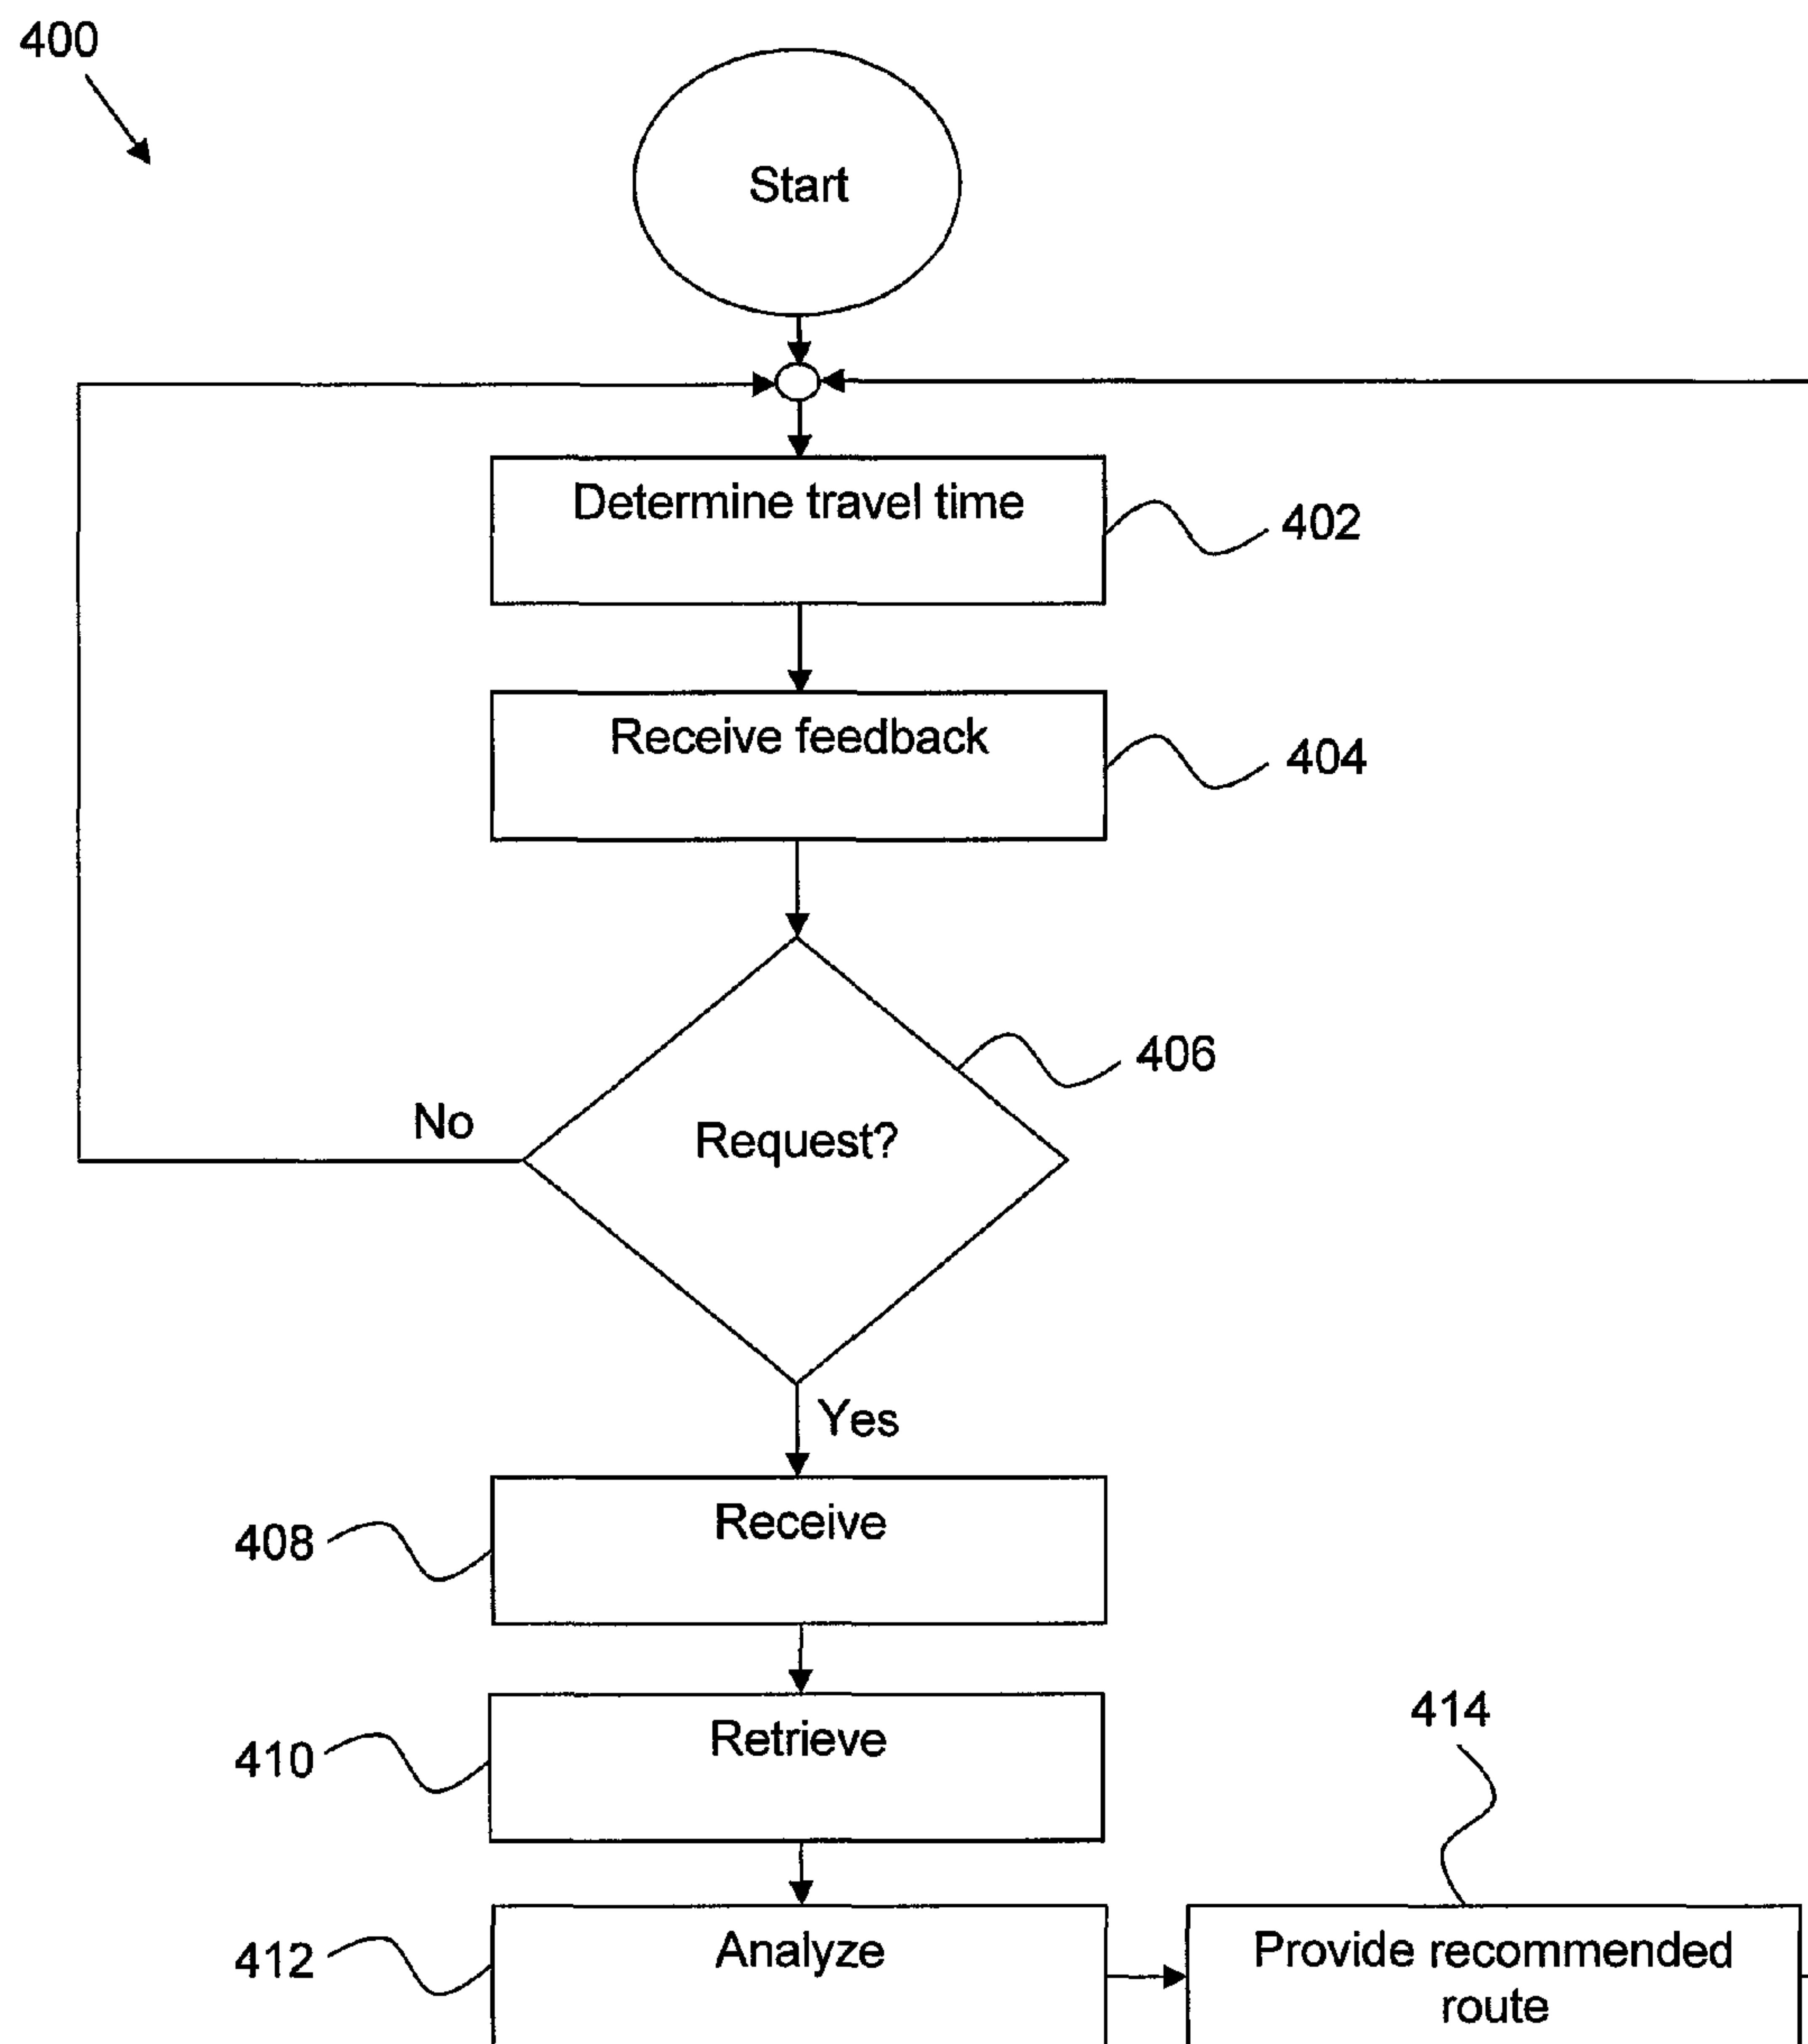 400
Start
Determine travel time
402
Receive feedback
404
406
No
Request?
Yes
408
Receive
410
Retrieve
414
412
Analyze
Provide recommended
route